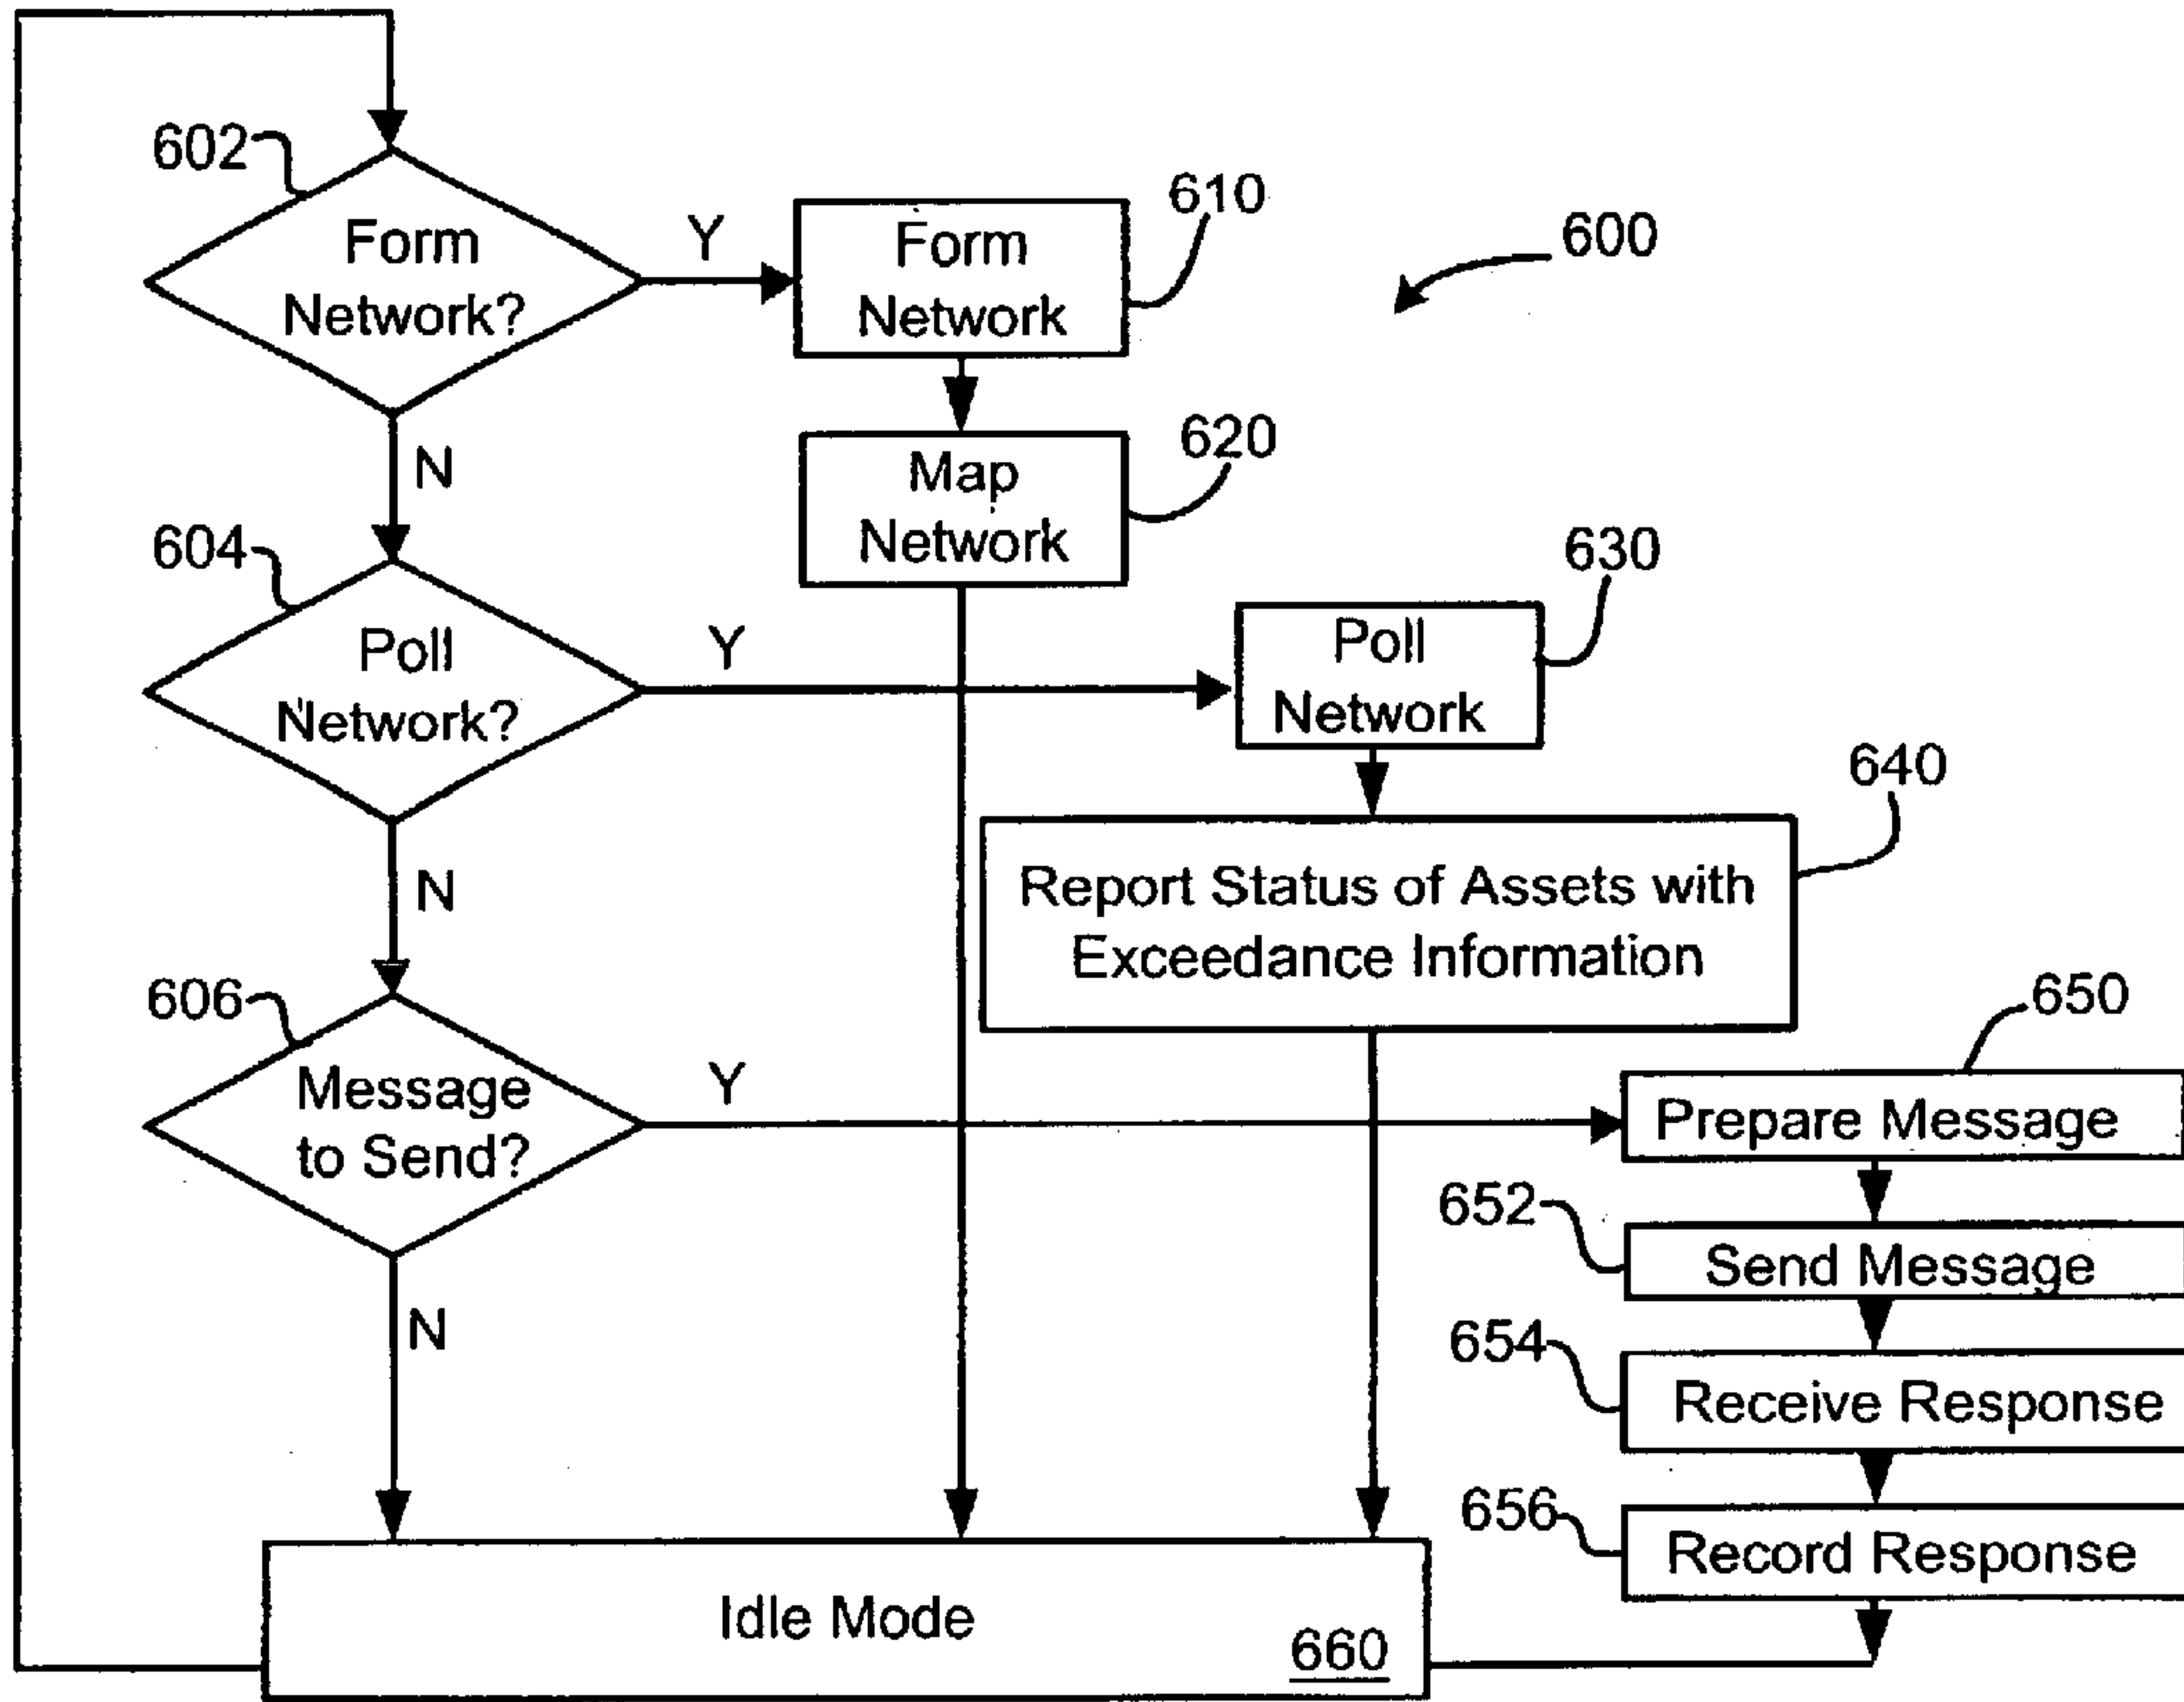 602
Form
Network?
Y
Form
Network
610
600
N
Map
Network
620
604
Poll
Network?
Y
Poll
Network
630
N
Report Status of Assets with
Exceedance Information
640
606
Message
to Send?
Y
Prepare Message
650
652
Send Message
N
654
Receive Response
656
Record Response
Idle Mode
660